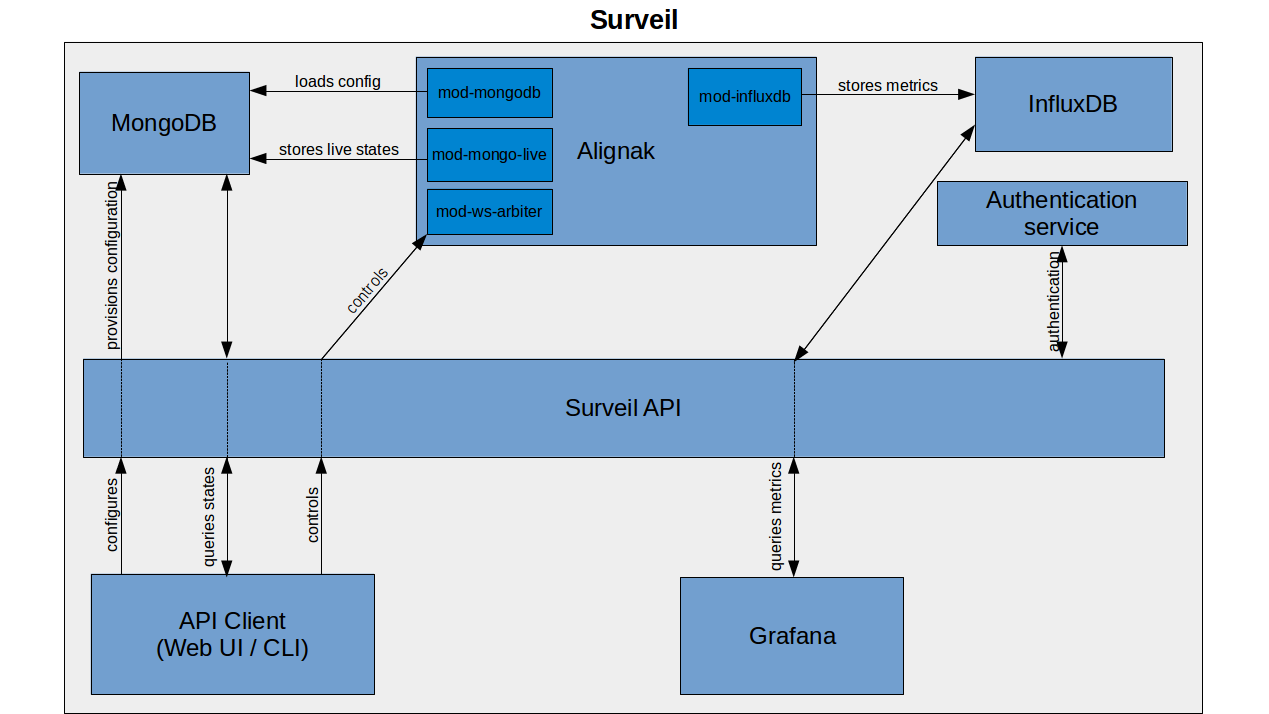 Surveil
loads config
mod-mongodb
mod-influxdb
stores metrics
MongoDB
InfluxDB
stores live states
mod-mongo-live
Alignak
mod-ws-arbiter
Authentication
service
provisions configuration
controls
authentication
Surveil API
configures
queries states
controls
queries metrics
API Client
(Web UI / CLI)
Grafana